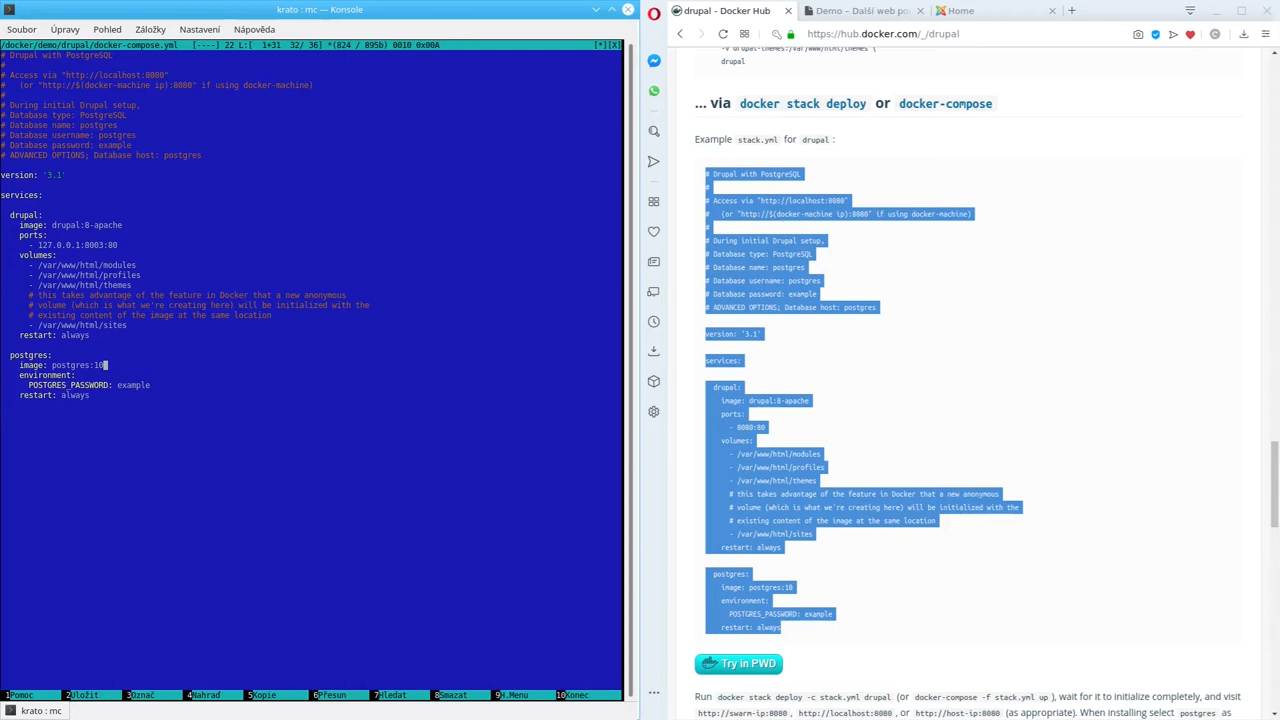 krato : mc — Konsole
Soubor Úpravy Pohled Záložky Nastavení Nápověda
/docker/demo/drupal/docker-compose.yml [----] 22 L:[ 1+31 32/ 36] *(824 / 895b) 0010 0x00A [*][X]
# Drupal with PostgreSQL
#
# Access via "http://localhost:8080"
# (or "http://$(docker-machine ip):8080" if using docker-machine)
#
# During initial Drupal setup,
# Database type: PostgreSQL
# Database name: postgres
# Database username: postgres
# Database password: example
# ADVANCED OPTIONS; Database host: postgres
version: '3.1'
services:
drupal:
image: drupal:8-apache
ports:
- 127.0.0.1:8003:80
volumes:
- /var/www/html/modules
- /var/www/html/profiles
- /var/www/html/themes
# this takes advantage of the feature in Docker that a new anonymous
# volume (which is what we're creating here) will be initialized with the
# existing content of the image at the same location
- /var/www/html/sites
restart: always
postgres:
image: postgres:10
environment:
POSTGRES_PASSWORD: example
restart: always
1Pomoc 2Uložit 3Označ 4Nahraď 5Kopie 6Přesun 7Hledat 8Smazat 9H.Menu 10Konec
krato : mc
drupal - Docker Hub
Demo – Další web po
Home
https://hub.docker.com/_/drupal
-v drupal-themes:/var/www/html/themes \
drupal
... via docker stack deploy or docker-compose
Example stack.yml for drupal :
# Drupal with PostgreSQL
#
# Access via "http://localhost:8080"
# (or "http://$(docker-machine ip):8080" if using docker-machine)
#
# During initial Drupal setup,
# Database type: PostgreSQL
# Database name: postgres
# Database username: postgres
# Database password: example
# ADVANCED OPTIONS; Database host: postgres
version: '3.1'
services:
drupal:
image: drupal:8-apache
ports:
- 8080:80
volumes:
- /var/www/html/modules
- /var/www/html/profiles
- /var/www/html/themes
# this takes advantage of the feature in Docker that a new anonymous
# volume (which is what we're creating here) will be initialized with the
# existing content of the image at the same location
- /var/www/html/sites
restart: always
postgres:
image: postgres:10
environment:
POSTGRES_PASSWORD: example
restart: always
Try in PWD
Run docker stack deploy -c stack.yml drupal (or docker-compose -f stack.yml up ), wait for it to initialize completely, and visit
http://swarm-ip:8080 , http://localhost:8080 , or http://host-ip:8080 (as appropriate). When installing select postgres as